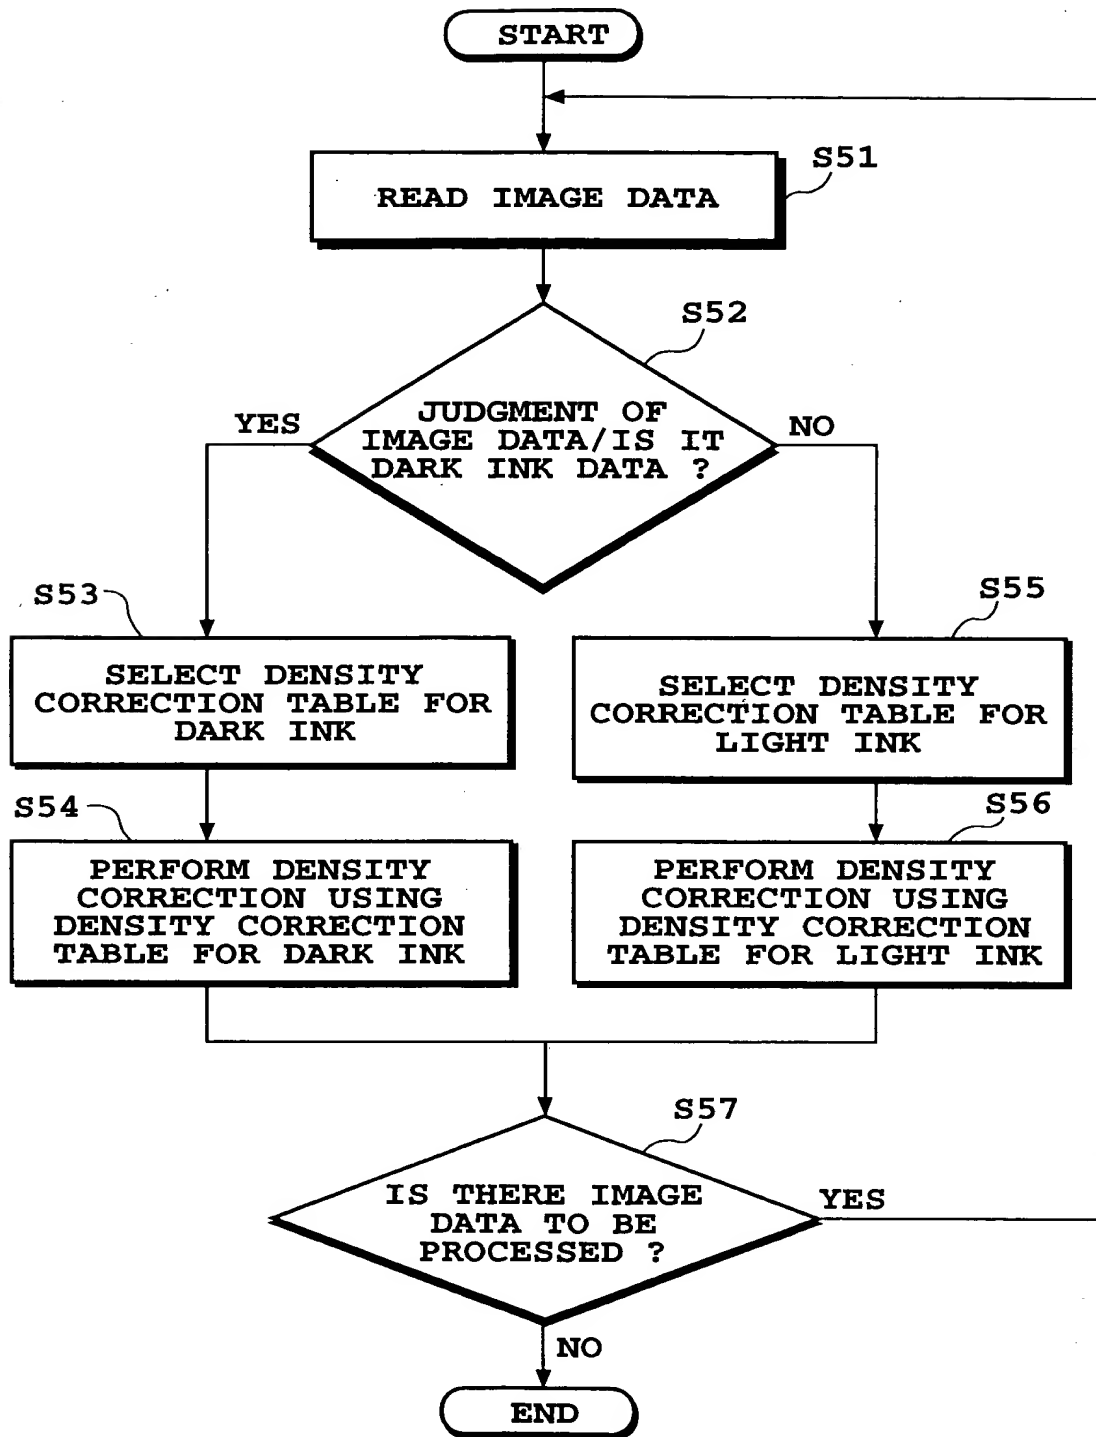 START
S51
READ IMAGE DATA
S52
YES
JUDGMENT OF
IMAGE DATA/IS IT
DARK INK DATA ?
NO
S53
SELECT DENSITY
CORRECTION TABLE FOR
DARK INK
S55
SELECT DENSITY
CORRECTION TABLE FOR
LIGHT INK
S54
PERFORM DENSITY
CORRECTION USING
DENSITY CORRECTION
TABLE FOR DARK INK
S56
PERFORM DENSITY
CORRECTION USING
DENSITY CORRECTION
TABLE FOR LIGHT INK
S57
IS THERE IMAGE
DATA TO BE
PROCESSED ?
YES
NO
END